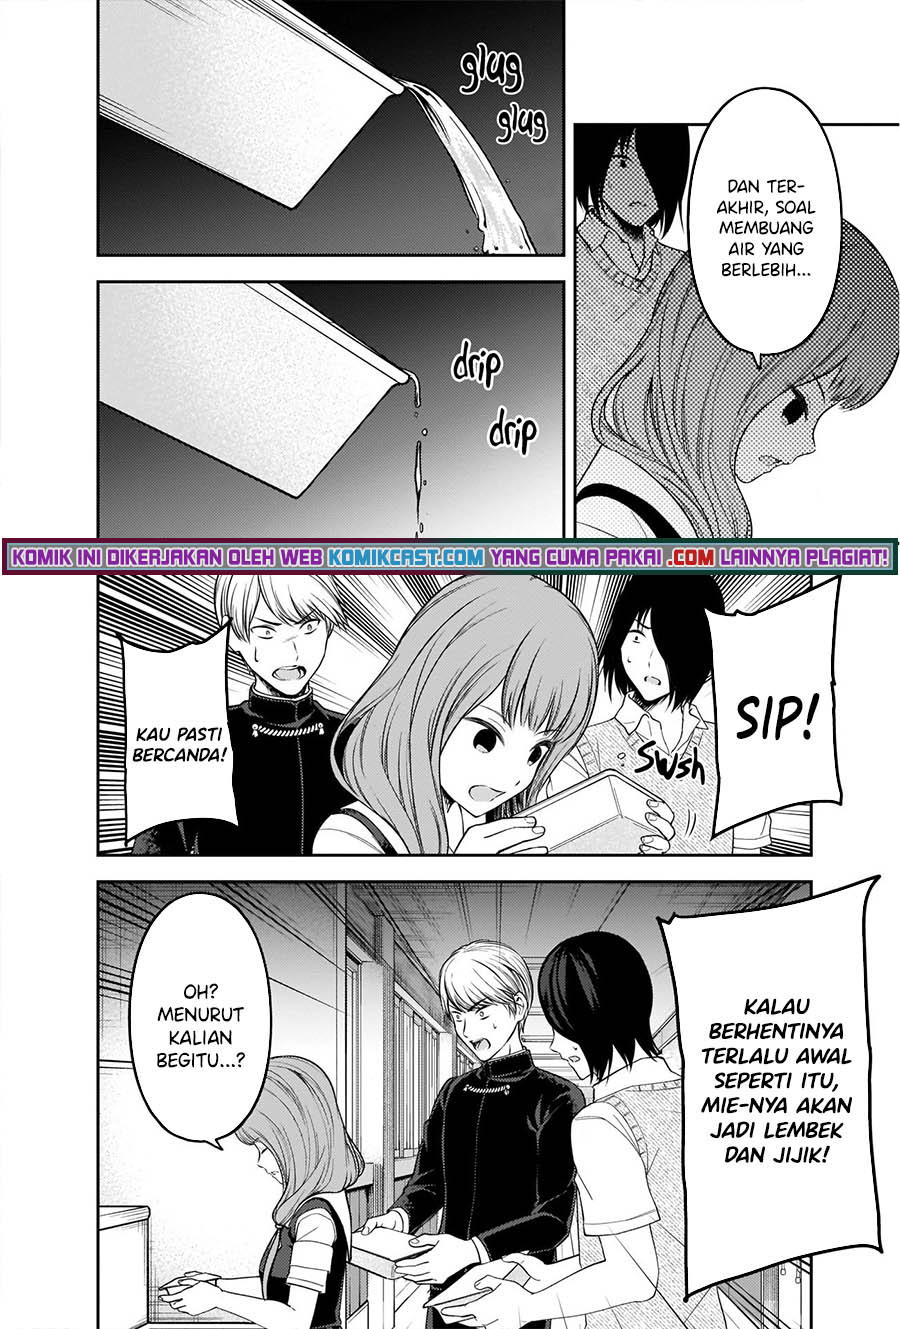 DAN TER-
AKHIR, SOAL
MEMBUANG
AIR YANG
BERLEBIH...
glug
glug
drip
drip
KOMIK INI DIKERJAKAN OLEH WEB KOMIKCAST.COM YANG CUMA PAKAI .COM LAINNYA PLAGIAT!
SIP!
swsh
KAU PASTI
BERCANDA!
KALAU
BERHENTINYA
TERLALU AWAL
SEPERTI ITU,
MIE-NYA AKAN
JADI LEMBEK
DAN JIJIK!
OH?
MENURUT
KALIAN
BEGITU...?